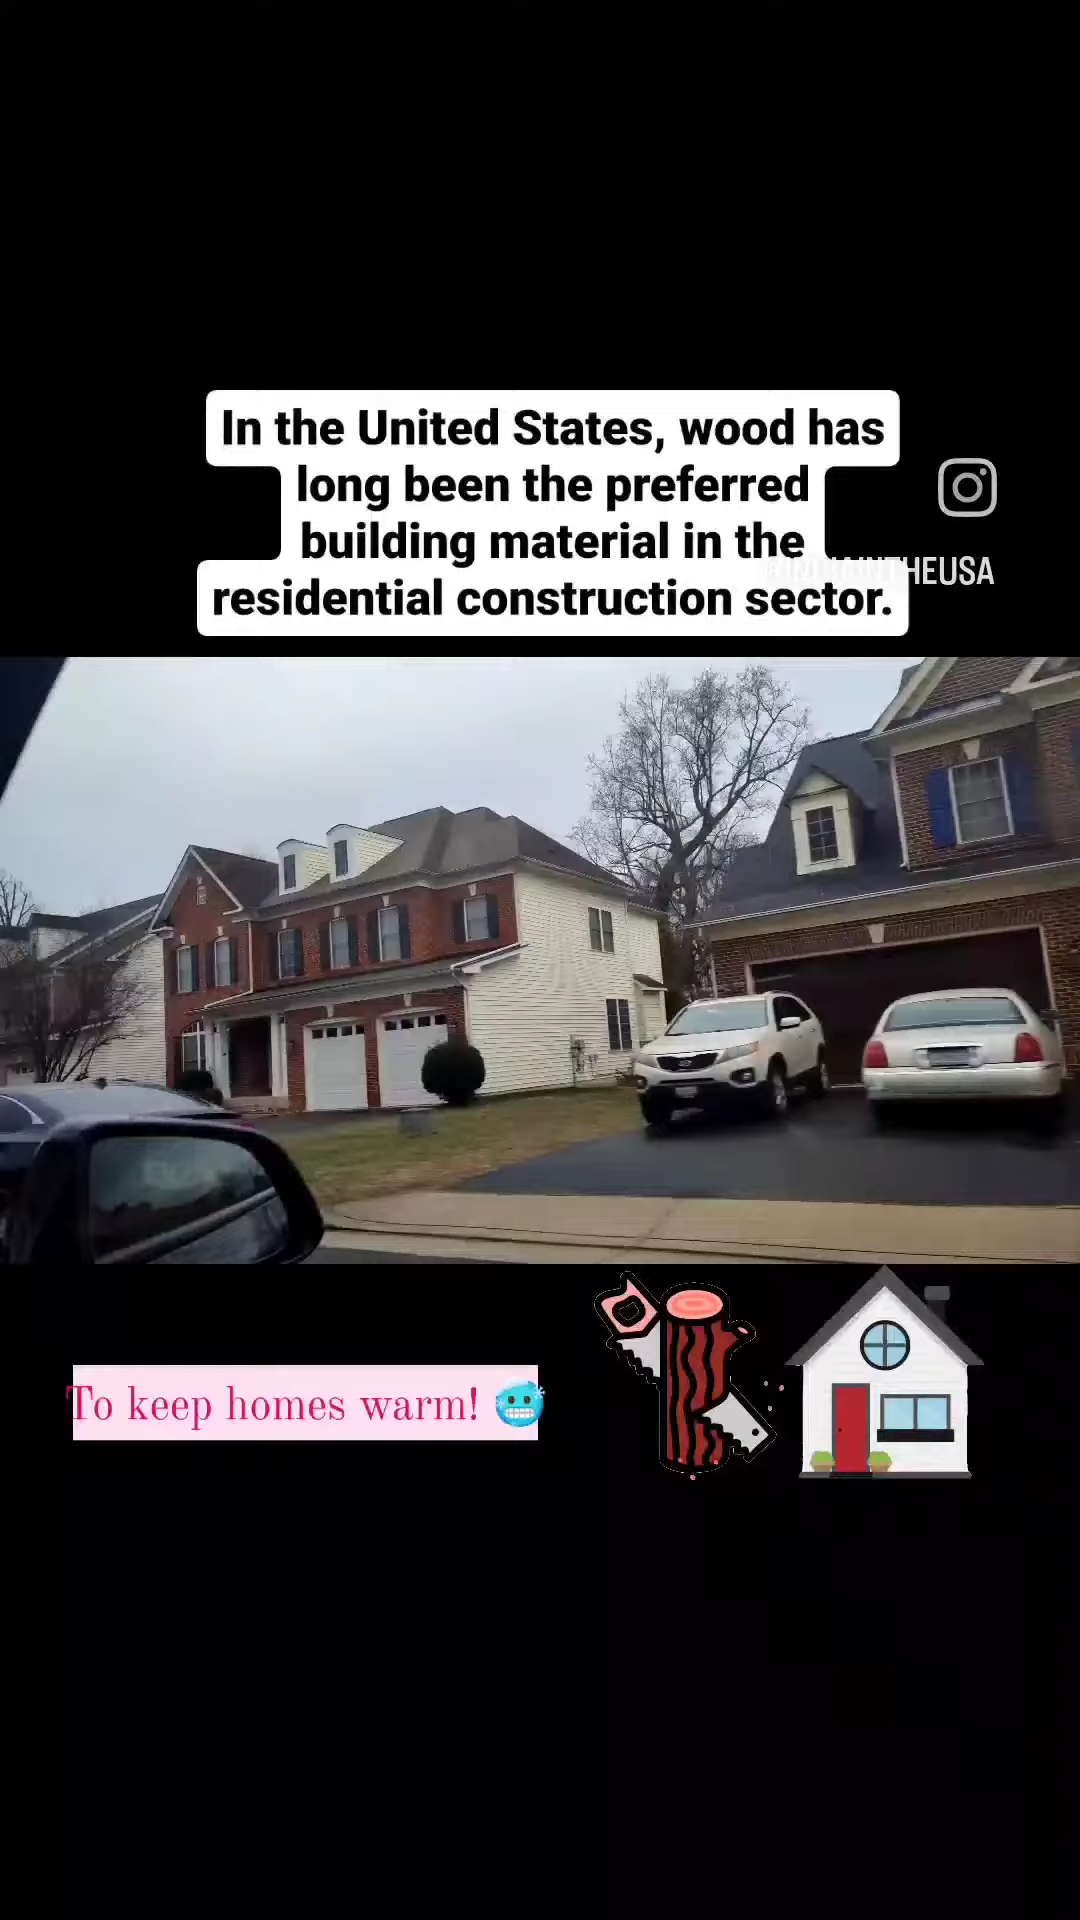 In the United States, wood has
long been the preferred
building material in the
residential construction sector.
To keep homes warm! 🥶